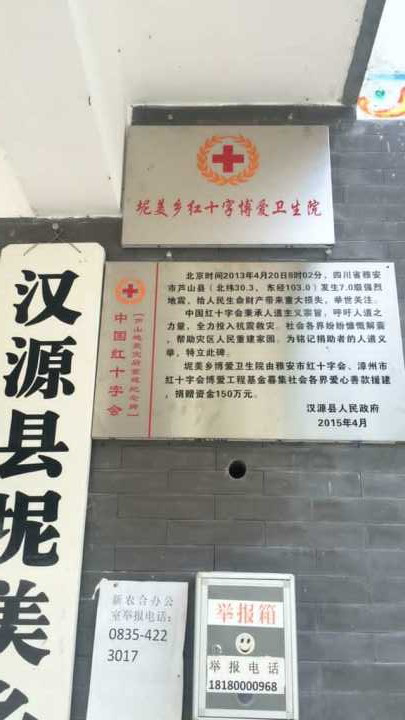 坭美乡红十字博爱卫生院
北京时间2013年4月20日8时02分，四川省雅安
市芦山县（北纬30.3，东经103.0）发生7.0级强烈
地震，给人民生命财产带来重大损失，举世关注。
中国红十字会秉承人道主义宗旨，呼吁人道之
力量，全力投入抗震救灾。社会各界纷纷慷慨解囊
，帮助灾区人民重建家园。为铭记捐助者的人道义
举，特立此碑。
坭美乡博爱卫生院由雅安市红十字会、漳州市
红十字会博爱工程基金募集社会各界爱心善款援建
，捐赠资金150万元。
汉源县人民政府
2015年4月
中国红十字会
【芦山地震灾后重建纪念碑】
汉源县坭美乡
新农合办公
室举报电话：
0835-422
3017
举报箱
举报电话
18180000968